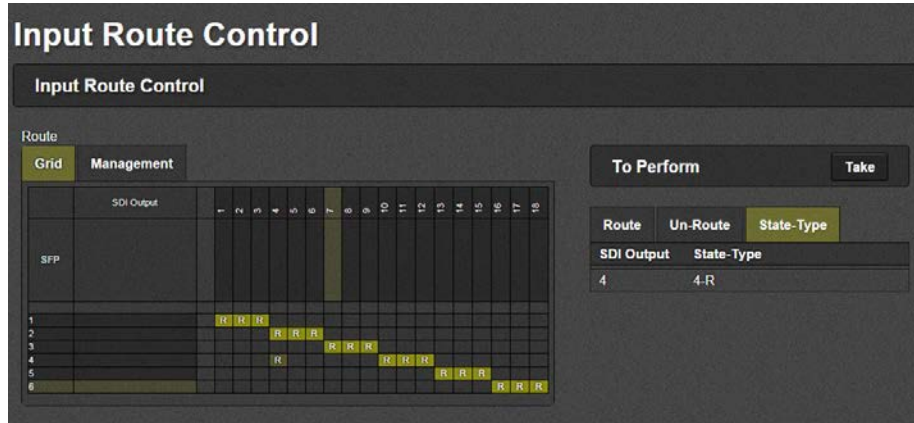 Input Route Control
Input Route Control
Route
Grid Management
SDI Output 1 2 3 4 5 6 7 8 9 10 11 12 13 14 15 16 17 18
SFP
1 R R R
2 R R R
3 R R R
4 R R R R
5 R R R
6 R R R
To Perform Take
Route Un-Route State-Type
SDI Output State-Type
4 4-R